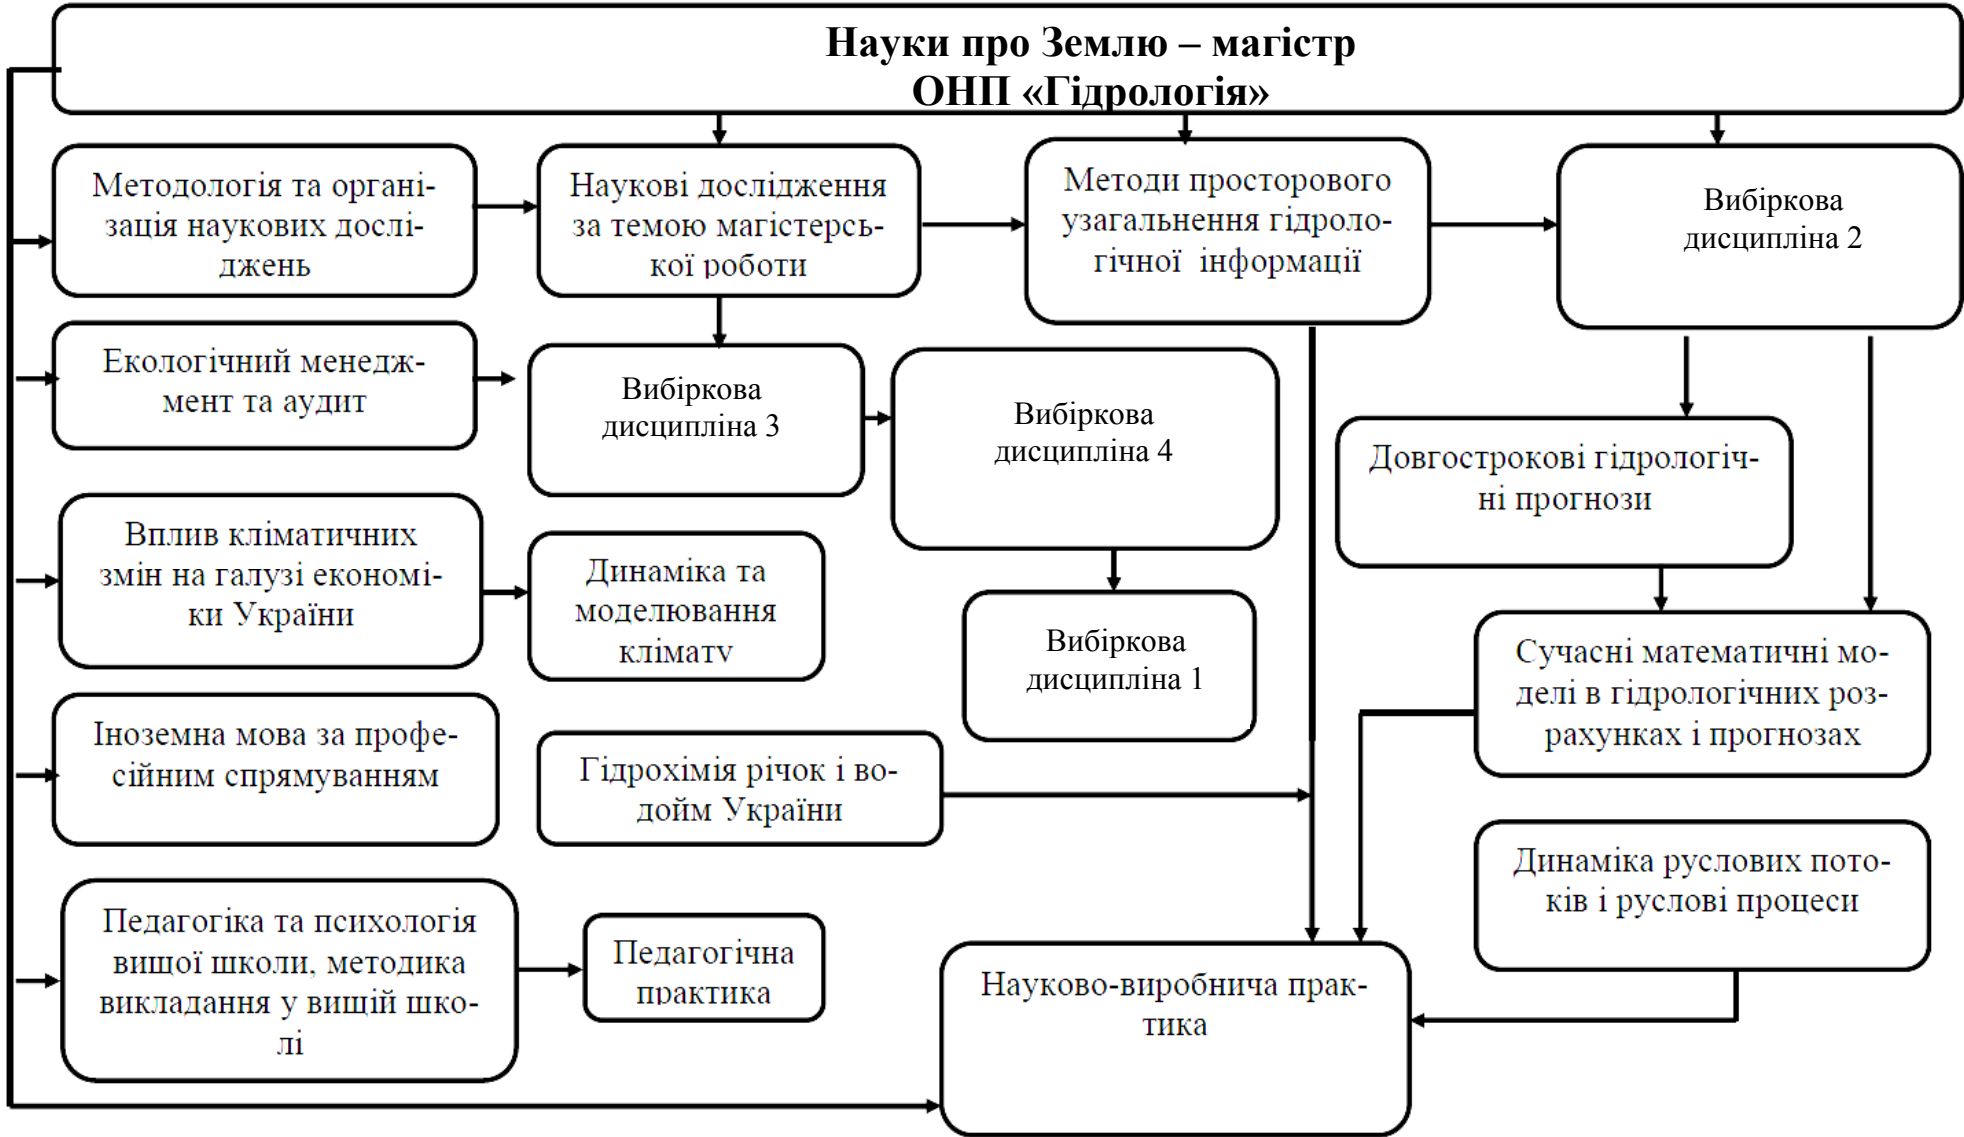 Науки про Землю – магістр
ОНП «Гідрологія»
Методологія та органі-
зація наукових дослі-
джень
Наукові дослідження
за темою магістерсь-
кої роботи
Методи просторового
узагальнення гідроло-
гічної інформації
Вибіркова
дисципліна 2
Екологічний менедж-
мент та аудит
Вибіркова
дисципліна 3
Вибіркова
дисципліна 4
Довгострокові гідрологіч-
ні прогнози
Вплив кліматичних
змін на галузі економі-
ки України
Динаміка та
моделювання
клімату
Вибіркова
дисципліна 1
Сучасні математичні мо-
делі в гідрологічних роз-
рахунках і прогнозах
Іноземна мова за профе-
сійним спрямуванням
Гідрохімія річок і во-
дойм України
Динаміка руслових пото-
ків і руслові процеси
Педагогіка та психологія
вищої школи, методика
викладання у вищій шко-
лі
Педагогічна
практика
Науково-виробнича прак-
тика